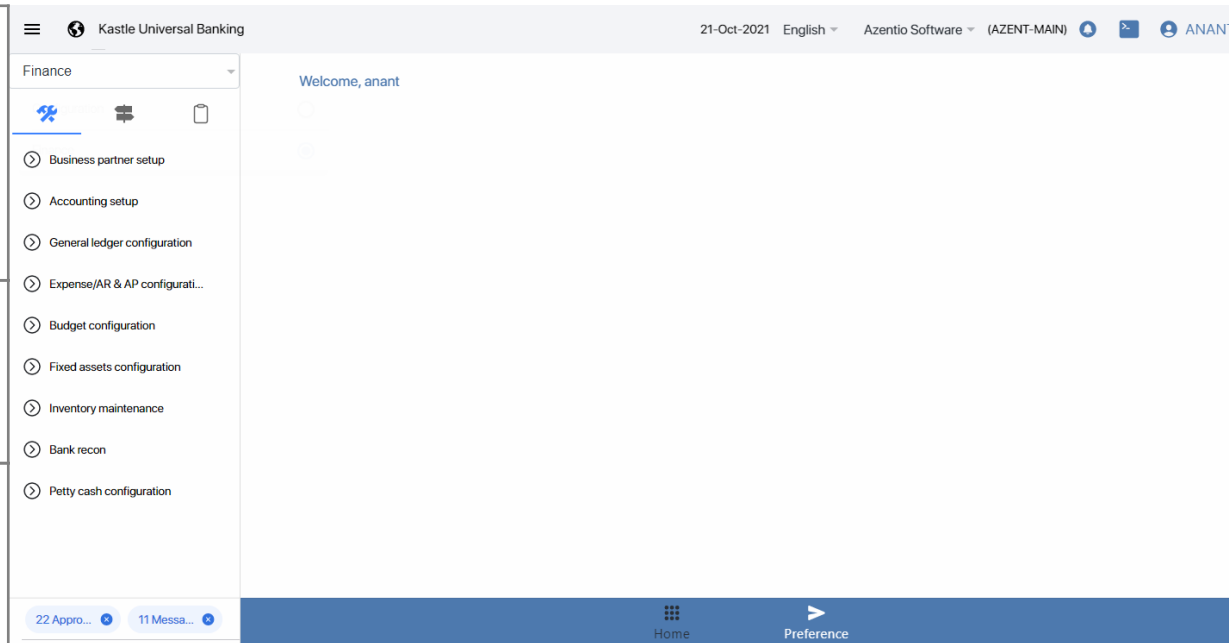 Kastle Universal Banking
21-Oct-2021 English Azentio Software (AZENT-MAIN) ANANT
Finance
Welcome, anant
Business partner setup
Accounting setup
General ledger configuration
Expense/AR & AP configurati...
Budget configuration
Fixed assets configuration
Inventory maintenance
Bank recon
Petty cash configuration
22 Appro... 11 Messa...
Home Preference